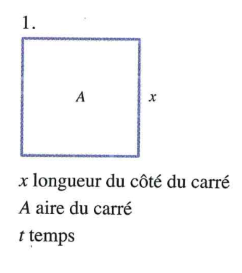 1.
A x
x longueur du côté du carré
A aire du carré
t temps